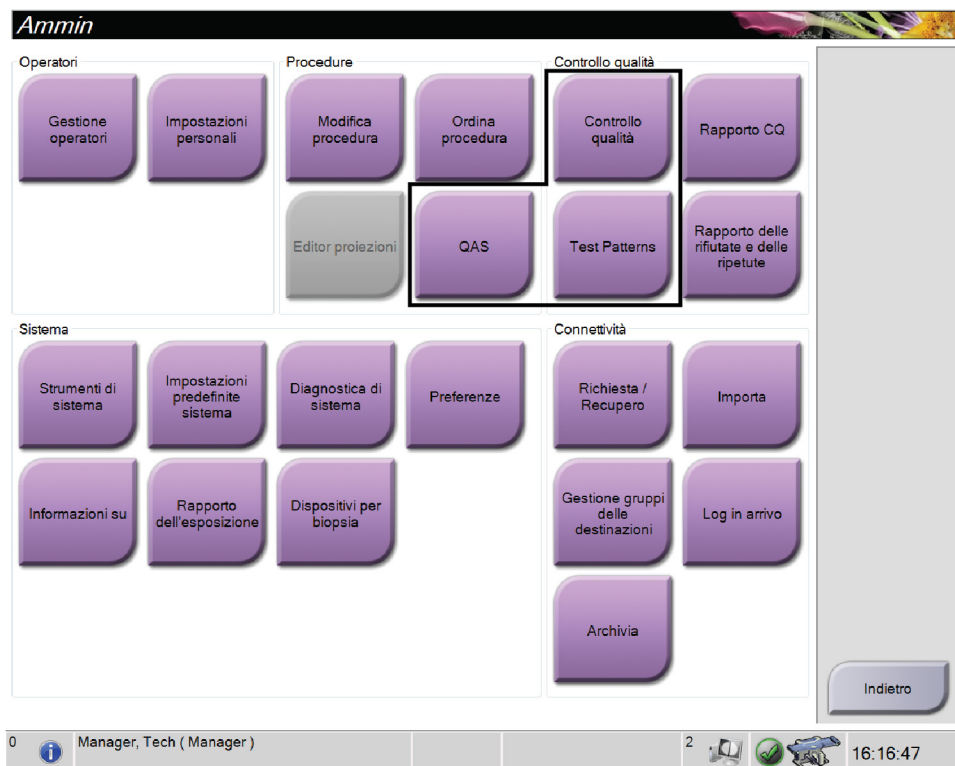 Ammin
Operatori
Gestione
operatori
Impostazioni
personali
Procedure
Modifica
procedura
Ordina
procedura
Editor proiezioni
QAS
Controllo qualità
Controllo
qualità
Rapporto CQ
Test Patterns
Rapporto delle
rifiutate e delle
ripetute
Sistema
Strumenti di
sistema
Impostazioni
predefinite
sistema
Diagnostica di
sistema
Preferenze
Informazioni su
Rapporto
dell'esposizione
Dispositivi per
biopsia
Connettività
Richiesta /
Recupero
Importa
Gestione gruppi
delle
destinazioni
Log in arrivo
Archivia
Indietro
0
Manager, Tech ( Manager )
2
16:16:47